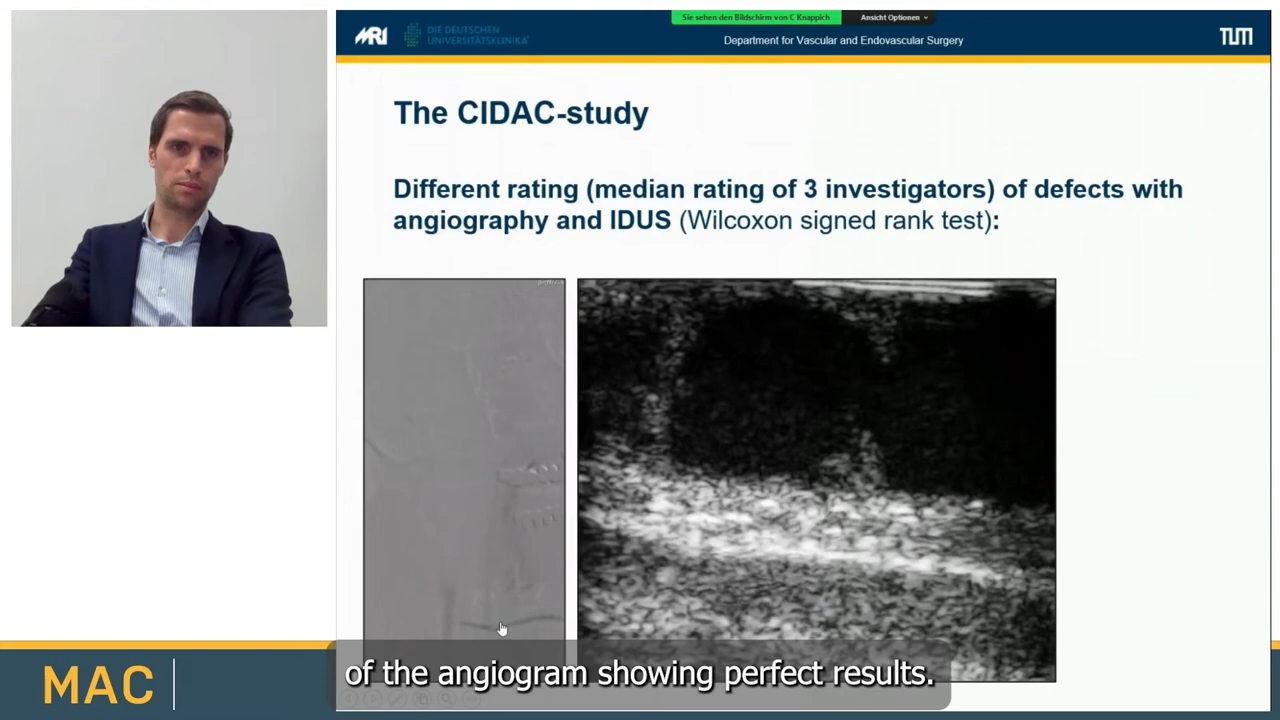 Sie sehen den Bildschirm von C Knappich
Ansicht Optionen
MRI
DIE DEUTSCHEN
UNIVERSITÄTSKLINIKA
Department for Vascular and Endovascular Surgery
TUM
The CIDAC-study
Different rating (median rating of 3 investigators) of defects with
angiography and IDUS (Wilcoxon signed rank test):
of the angiogram showing perfect results.
MAC